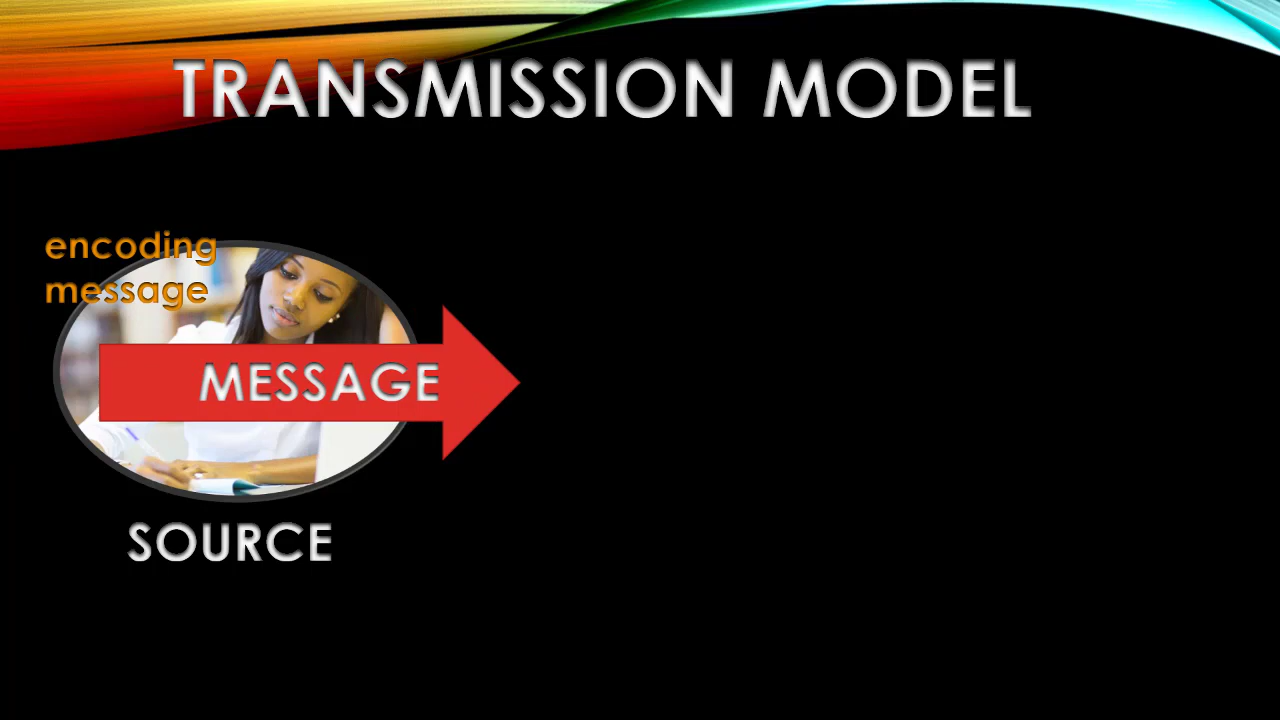 TRANSMISSION MODEL
encoding
message
MESSAGE
SOURCE